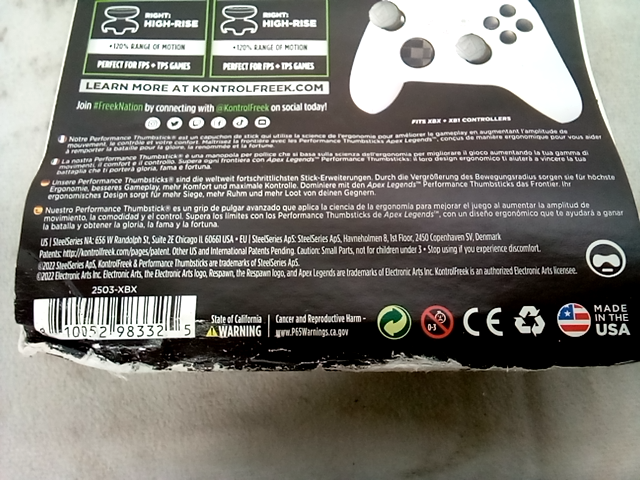 RIGHT:
HIGH-RISE
RIGHT:
HIGH-RISE
+120% RANGE OF MOTION
+120% RANGE OF MOTION
PERFECT FOR FPS + TPS GAMES
PERFECT FOR FPS + TPS GAMES
LEARN MORE AT KONTROLFREEK.COM
Join #FreekNation by connecting with @KontrolFreek on social today!
FITS XBX + XB1 CONTROLLERS
Notre Performance Thumbstick® est un capuchon de stick qui utilise la science de l'ergonomie pour améliorer le gameplay en augmentant l'amplitude de
mouvement, le contrôle et votre confort. Maîtrisez la frontière avec les Performance Thumbsticks Apex Legends™, conçus de manière ergonomique pour vous aider
à remporter la bataille pour la gloire, la renommée et la fortune.
La nostra Performance Thumbstick® è una manopola per pollice che si basa sulla scienza dell'ergonomia per migliorare il gioco aumentando la tua gamma di
movimenti, il comfort e il controllo. Supera ogni frontiera con Apex Legends™ Performance Thumbsticks: il loro design ergonomico ti aiuterà a vincere la tua
battaglia che ti porterà gloria, fama e fortuna.
Unsere Performance Thumbsticks® sind die weltweit fortschrittlichsten Stick-Erweiterungen. Durch die Vergrößerung des Bewegungsradius sorgen sie für höchste
Ergonomie, besseres Gameplay, mehr Komfort und maximale Kontrolle. Dominiere mit den Apex Legends™ Performance Thumbsticks das Frontier. Ihr
ergonomisches Design sorgt für mehr Siege, mehr Ruhm und mehr Loot von deinen Gegnern.
Nuestro Performance Thumbstick® es un grip de pulgar avanzado que aplica la ciencia de la ergonomía para mejorar el juego al aumentar la amplitud de
movimiento, la comodidad y el control. Supera los límites con los Performance Thumbsticks de Apex Legends™, con un diseño ergonómico que te ayudará a ganar
la batalla y obtener la gloria, la fama y la fortuna.
US | SteelSeries NA: 656 W Randolph St, Suite 2E Chicago IL 60661 USA • EU | SteelSeries ApS: SteelSeries ApS, Havneholmen 8, 1st Floor, 2450 Copenhaven SV, Denmark
Patents: http://kontrolfreek.com/pages/patent. Other US and International Patents Pending. Caution: Small Parts, not for children under 3 • Stop using if you experience discomfort.
©2022 SteelSeries ApS, KontrolFreek & Performance Thumbsticks are trademarks of SteelSeries ApS.
©2022 Electronic Arts Inc. Electronic Arts, the Electronic Arts logo, Respawn, the Respawn logo, and Apex Legends are trademarks of Electronic Arts Inc. KontrolFreek is an authorized Electronic Arts licensee.
2503-XBX
8 10052 98332 5
State of California
WARNING
Cancer and Reproductive Harm -
www.P65Warnings.ca.gov
0-3
CE
MADE
IN THE
USA